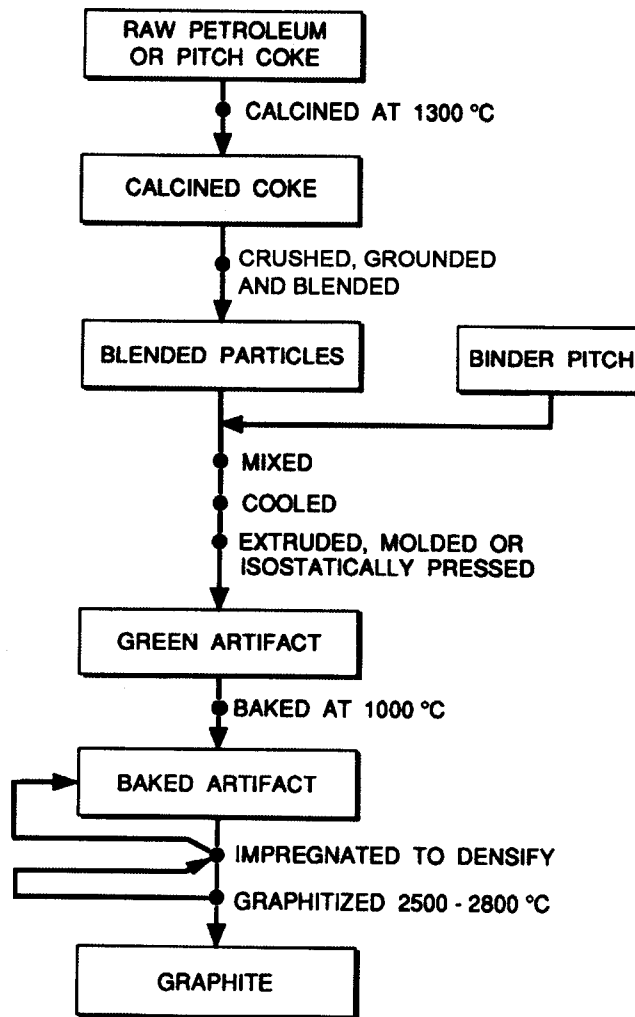 RAW PETROLEUM
OR PITCH COKE
CALCINED AT 1300 °C
CALCINED COKE
CRUSHED, GROUNDED
AND BLENDED
BLENDED PARTICLES
BINDER PITCH
MIXED
COOLED
EXTRUDED, MOLDED OR
ISOSTATICALLY PRESSED
GREEN ARTIFACT
BAKED AT 1000 °C
BAKED ARTIFACT
IMPREGNATED TO DENSIFY
GRAPHITIZED 2500 - 2800 °C
GRAPHITE